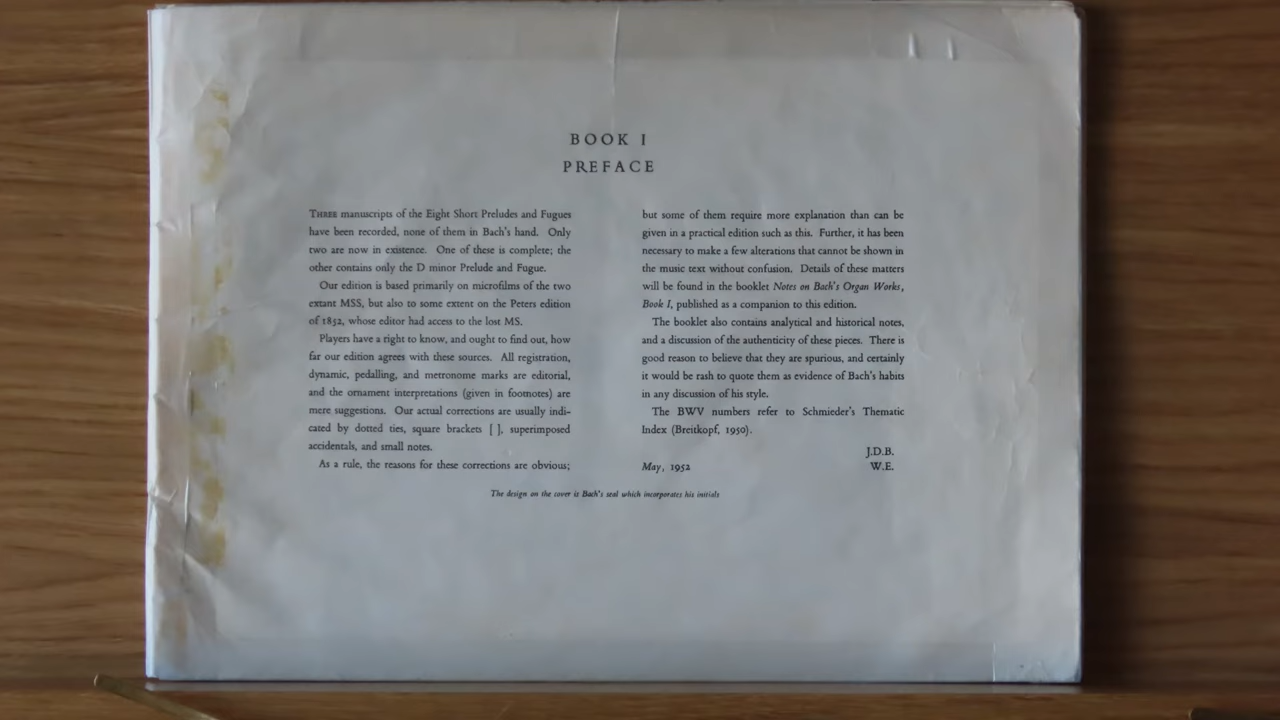 BOOK I
PREFACE
THREE manuscripts of the Eight Short Preludes and Fugues
have been recorded, none of them in Bach's hand. Only
two are now in existence. One of these is complete; the
other contains only the D minor Prelude and Fugue.
Our edition is based primarily on microfilms of the two
extant MSS, but also to some extent on the Peters edition
of 1852, whose editor had access to the lost MS.
Players have a right to know, and ought to find out, how
far our edition agrees with these sources. All registration,
dynamic, pedalling, and metronome marks are editorial,
and the ornament interpretations (given in footnotes) are
mere suggestions. Our actual corrections are usually indi-
cated by dotted ties, square brackets [ ], superimposed
accidentals, and small notes.
As a rule, the reasons for these corrections are obvious;
but some of them require more explanation than can be
given in a practical edition such as this. Further, it has been
necessary to make a few alterations that cannot be shown in
the music text without confusion. Details of these matters
will be found in the booklet Notes on Bach's Organ Works,
Book I, published as a companion to this edition.
The booklet also contains analytical and historical notes,
and a discussion of the authenticity of these pieces. There is
good reason to believe that they are spurious, and certainly
it would be rash to quote them as evidence of Bach's habits
in any discussion of his style.
The BWV numbers refer to Schmieder's Thematic
Index (Breitkopf, 1950).
J.D.B.
May, 1952 W.E.
The design on the cover is Bach's seal which incorporates his initials